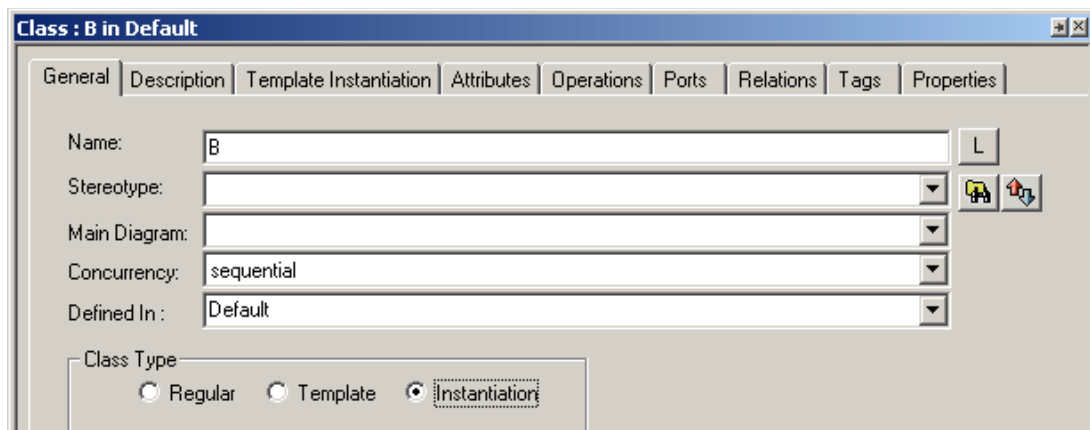 Class : B in Default
General Description Template Instantiation Attributes Operations Ports Relations Tags Properties
Name: B L
Stereotype:
Main Diagram:
Concurrency: sequential
Defined In : Default
Class Type
Regular Template Instantiation